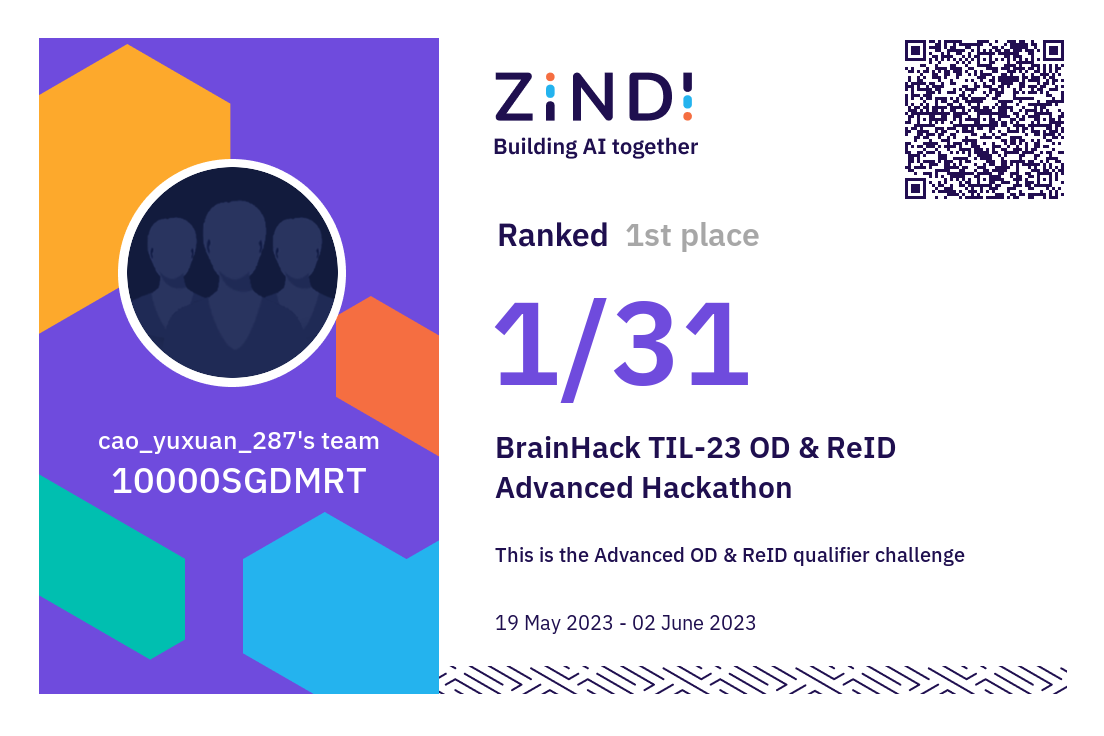 cao_yuxuan_287's team
10000SGDMRT
ZiND!
Building AI together
Ranked 1st place
1/31
BrainHack TIL-23 OD & ReID
Advanced Hackathon
This is the Advanced OD & ReID qualifier challenge
19 May 2023 - 02 June 2023